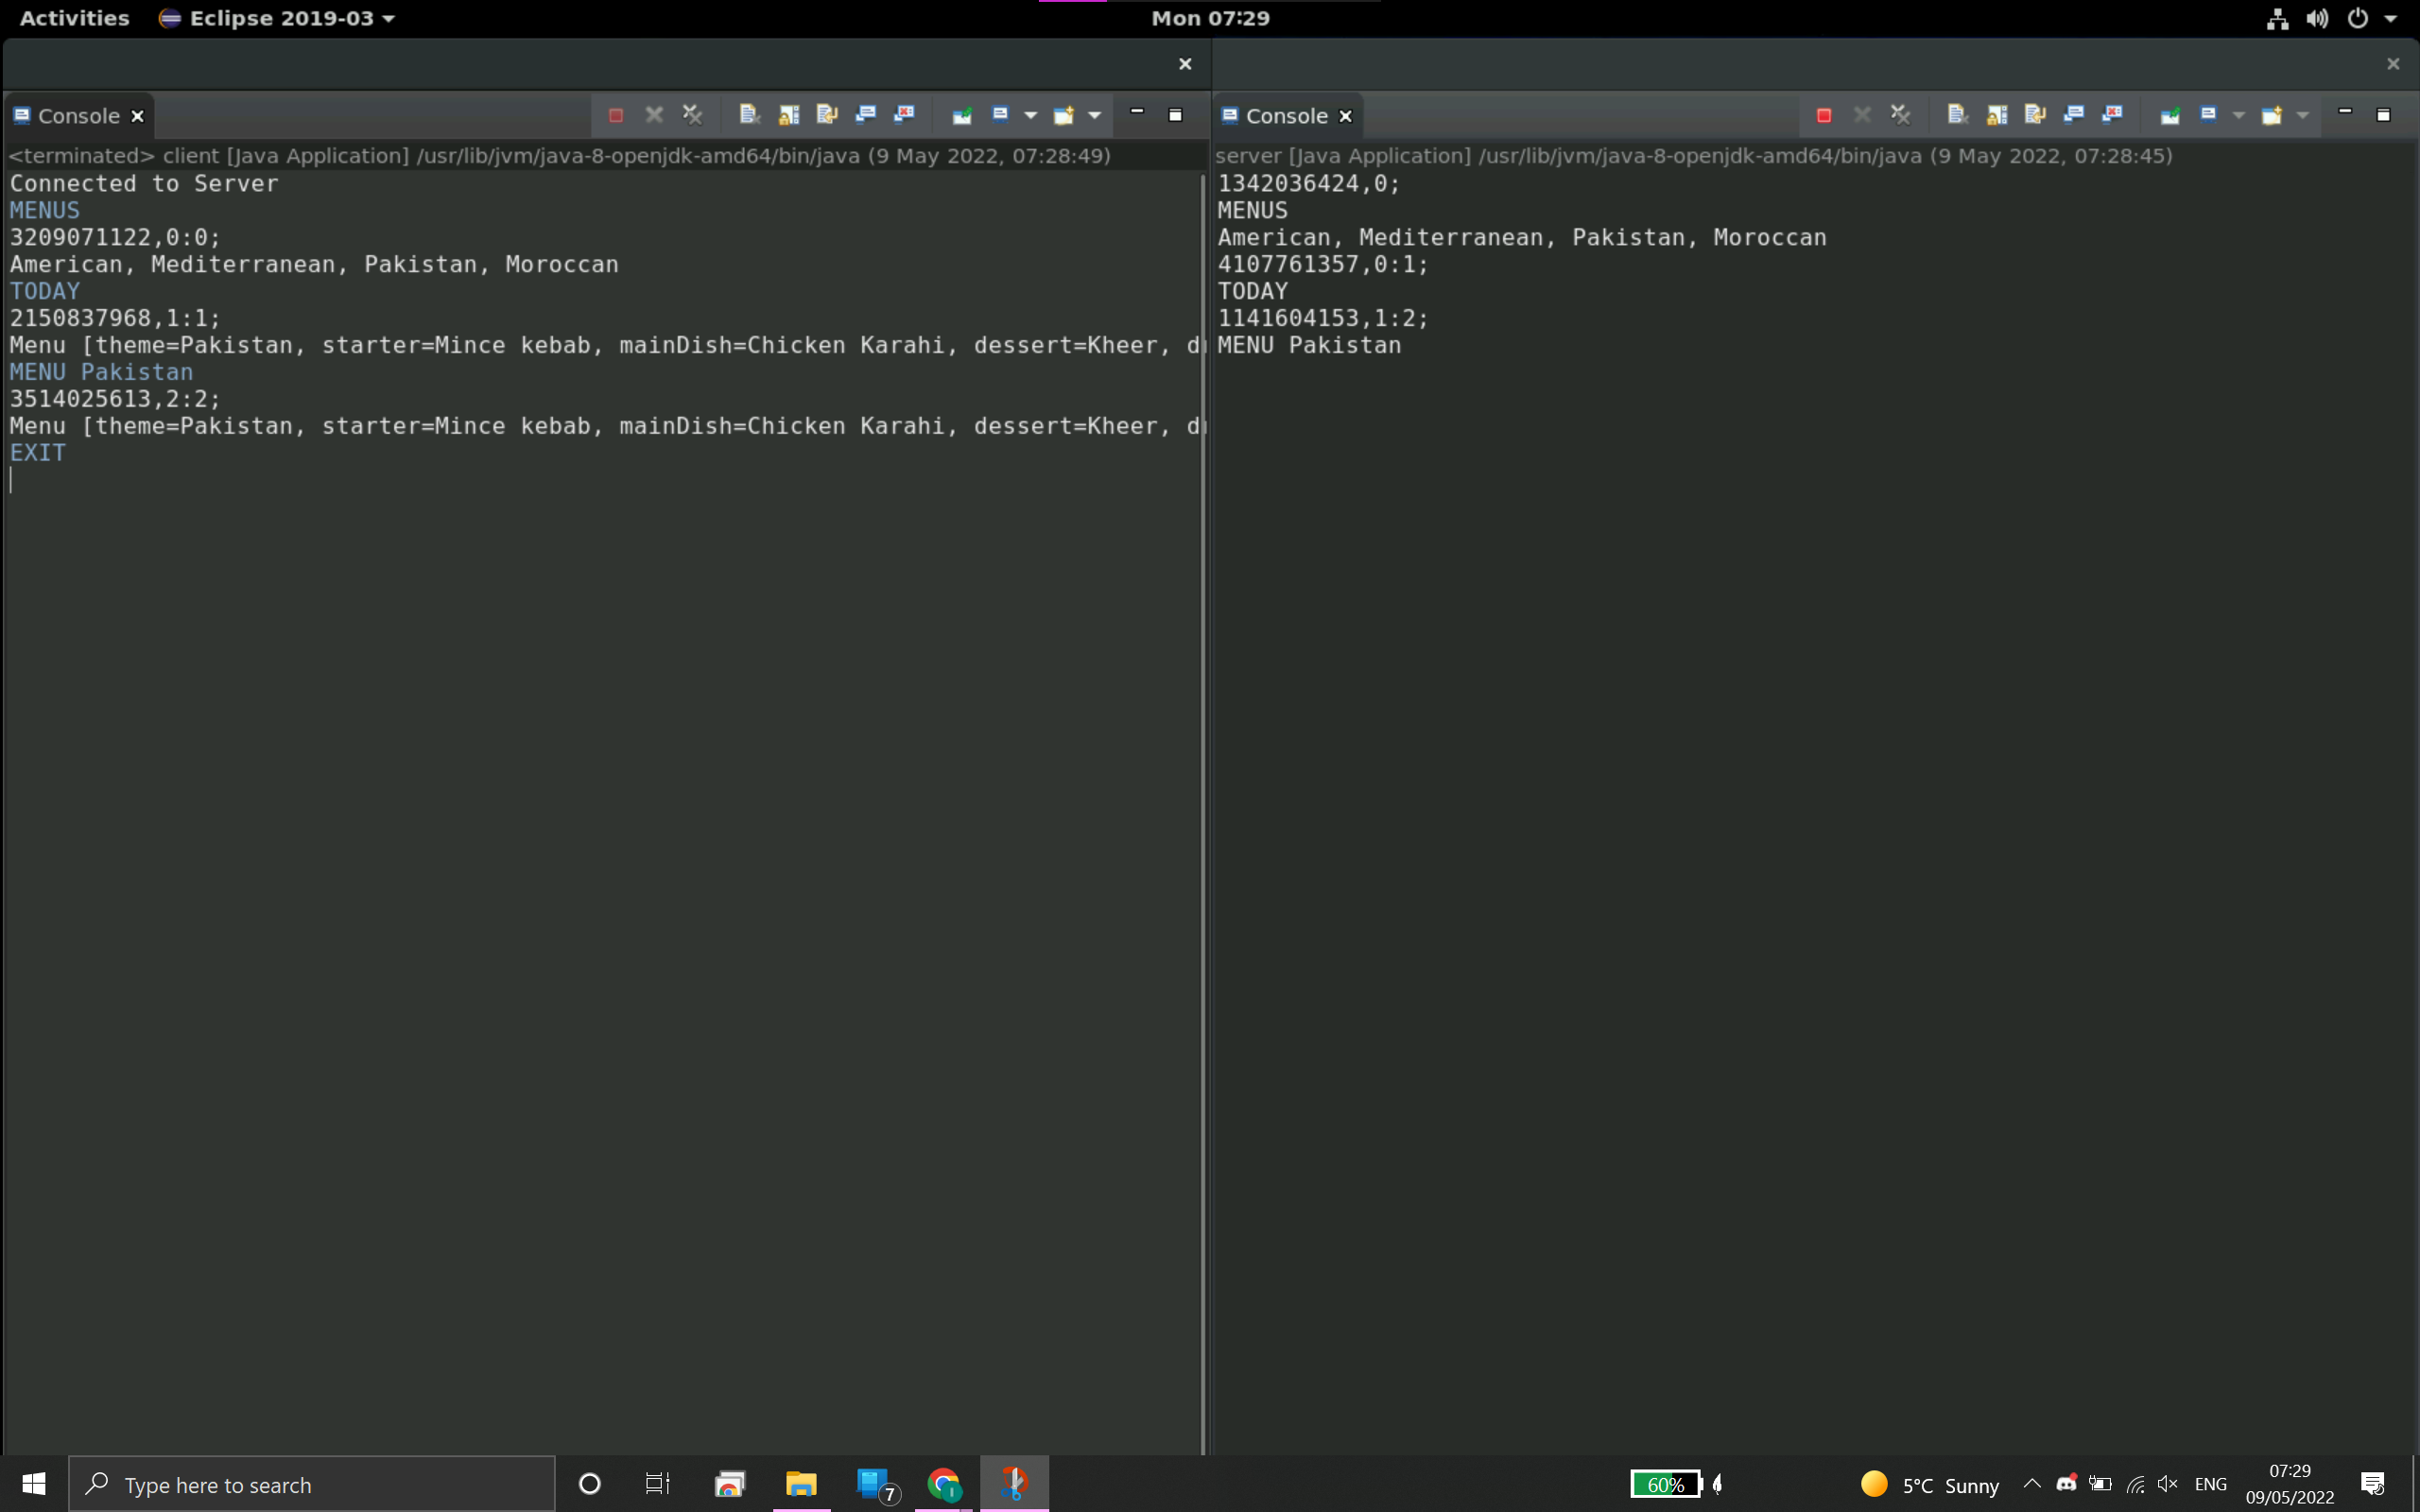 Activities Eclipse 2019-03 Mon 07:29
Console
<terminated> client [Java Application] /usr/lib/jvm/java-8-openjdk-amd64/bin/java (9 May 2022, 07:28:49)
Connected to Server
MENUS
3209071122,0:0;
American, Mediterranean, Pakistan, Moroccan
TODAY
2150837968,1:1;
Menu [theme=Pakistan, starter=Mince kebab, mainDish=Chicken Karahi, dessert=Kheer,
MENU Pakistan
3514025613,2:2;
Menu [theme=Pakistan, starter=Mince kebab, mainDish=Chicken Karahi, dessert=Kheer,
EXIT
Console
server [Java Application] /usr/lib/jvm/java-8-openjdk-amd64/bin/java (9 May 2022, 07:28:45)
1342036424,0;
MENUS
American, Mediterranean, Pakistan, Moroccan
4107761357,0:1;
TODAY
1141604153,1:2;
MENU Pakistan
Type here to search
7
60%
5°C Sunny
ENG
07:29
09/05/2022